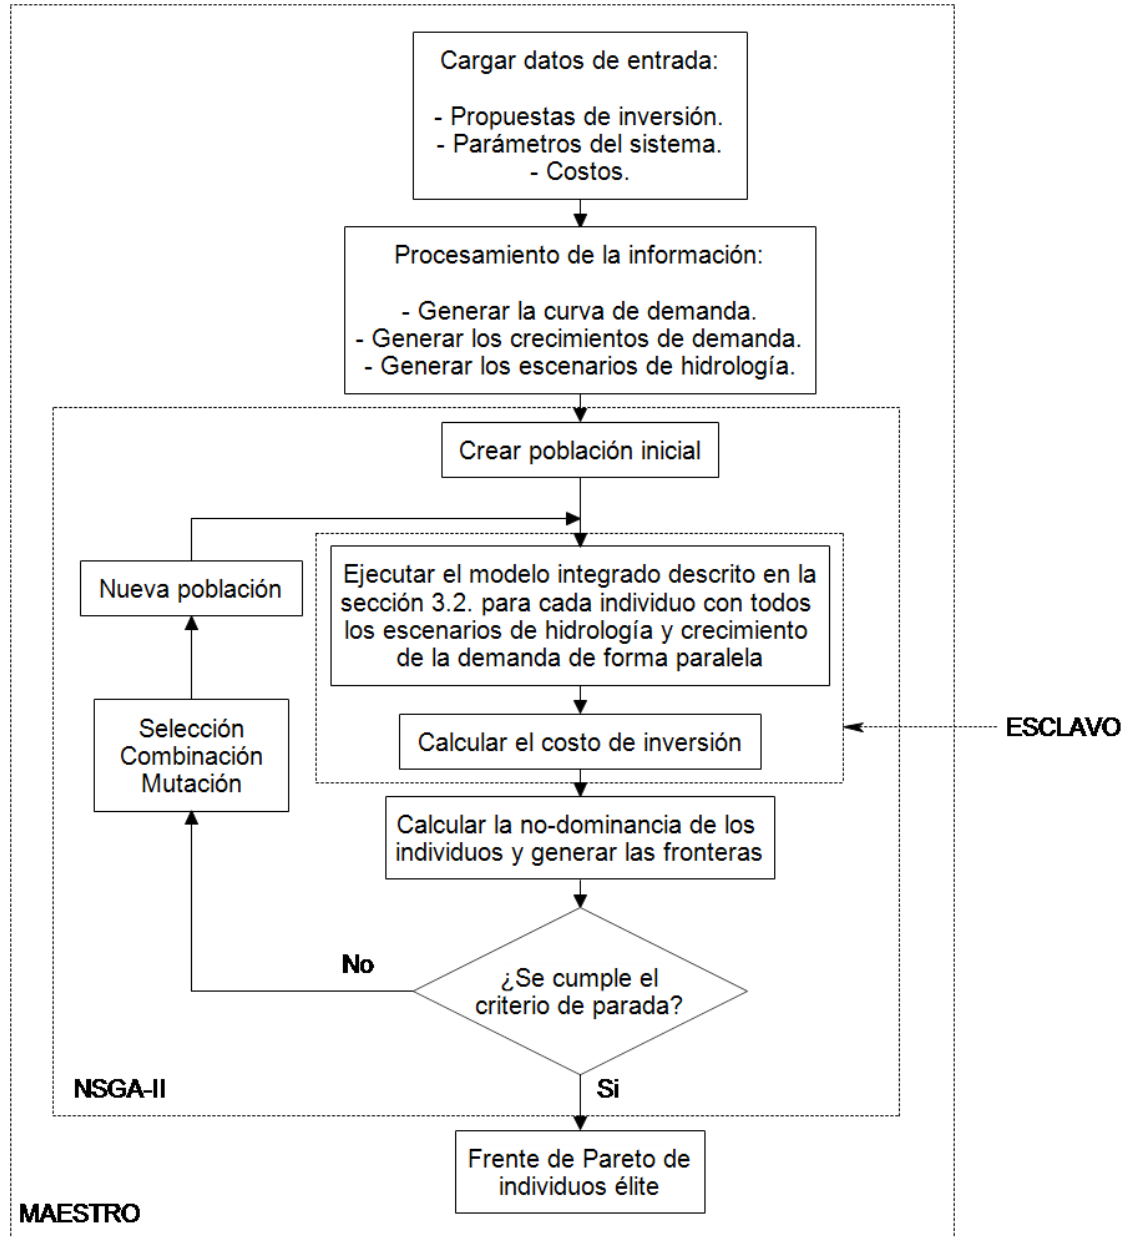 Cargar datos de entrada:
- Propuestas de inversión.
- Parámetros del sistema.
- Costos.
Procesamiento de la información:
- Generar la curva de demanda.
- Generar los crecimientos de demanda.
- Generar los escenarios de hidrología.
Crear población inicial
Nueva población
Ejecutar el modelo integrado descrito en la
sección 3.2. para cada individuo con todos
los escenarios de hidrología y crecimiento
de la demanda de forma paralela
Selección
Combinación
Mutación
Calcular el costo de inversión
ESCLAVO
Calcular la no-dominancia de los
individuos y generar las fronteras
No
¿Se cumple el
criterio de parada?
NSGA-II
Si
Frente de Pareto de
individuos élite
MAESTRO